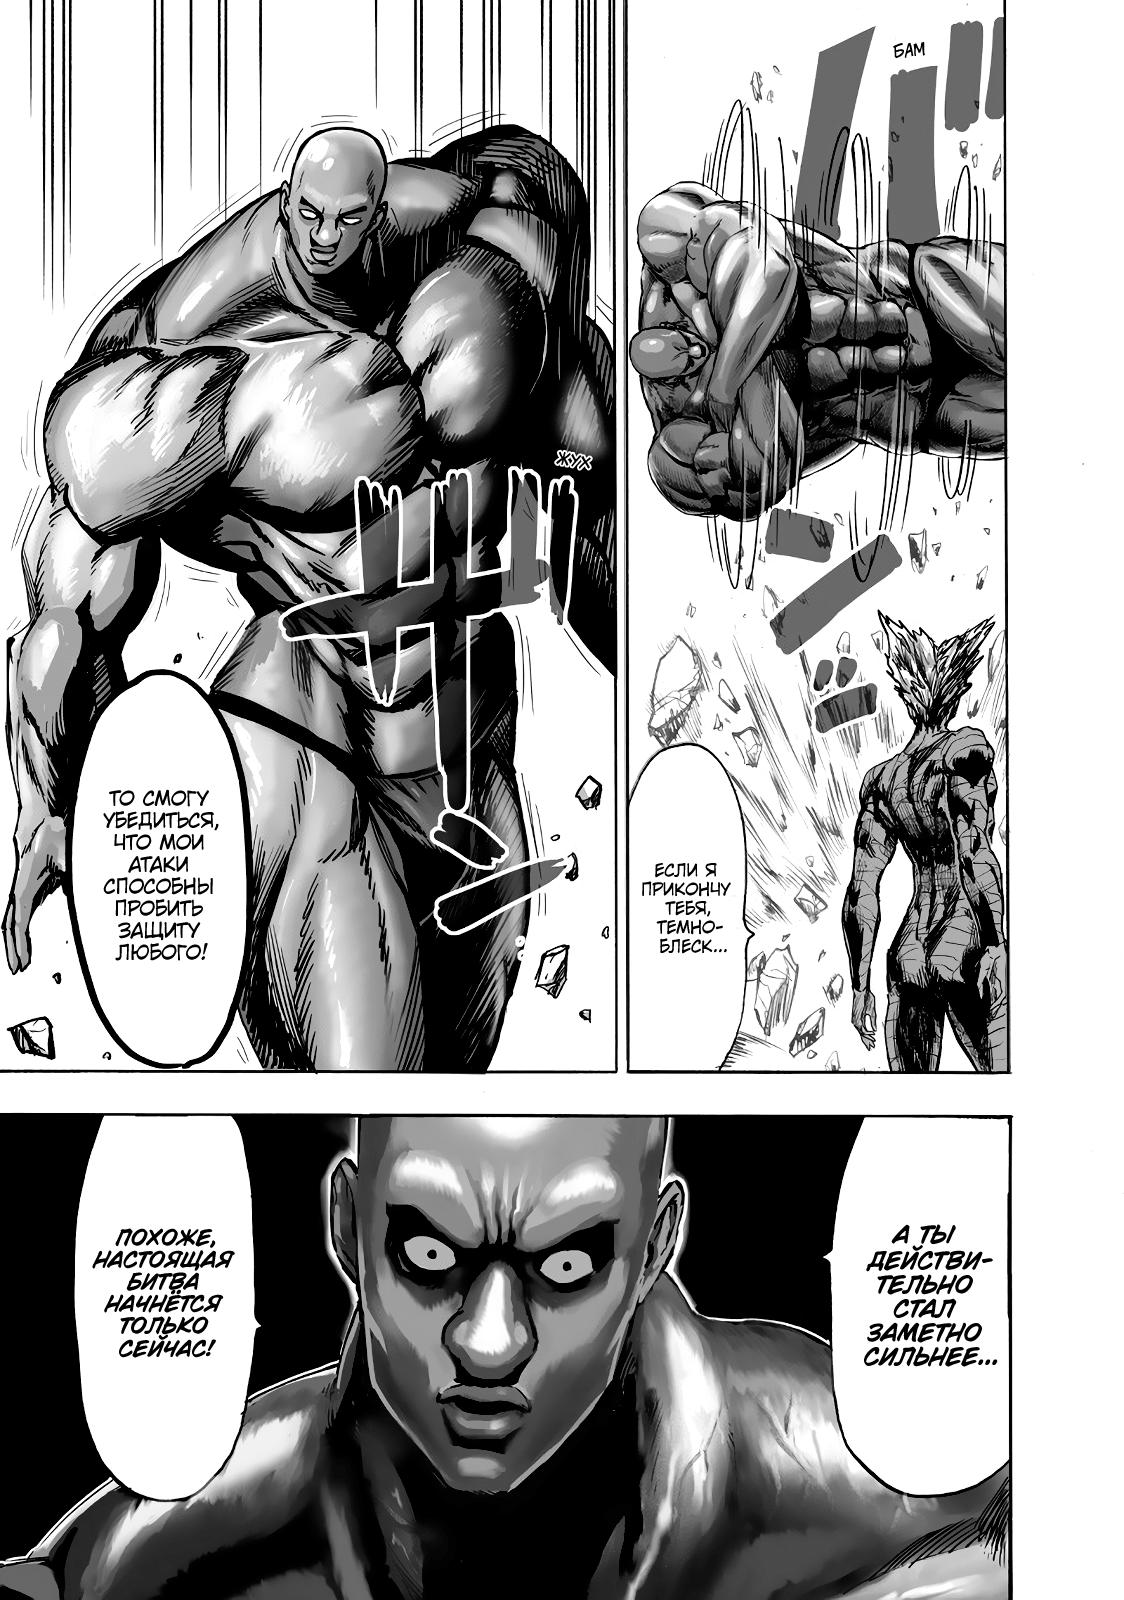 БАМ
ЕСЛИ Я
ПРИКОНЧУ
ТЕБЯ,
ТЕМНО-
БЛЕСК...
ЖУХ
ТО СМОГУ
УБЕДИТЬСЯ,
ЧТО МОИ
АТАКИ
СПОСОБНЫ
ПРОБИТЬ
ЗАЩИТУ
ЛЮБОГО!
А ТЫ
ДЕЙСТВИ-
ТЕЛЬНО
СТАЛ
ЗАМЕТНО
СИЛЬНЕЕ...
ПОХОЖЕ,
НАСТОЯЩАЯ
БИТВА
НАЧНЁТСЯ
ТОЛЬКО
СЕЙЧАС!